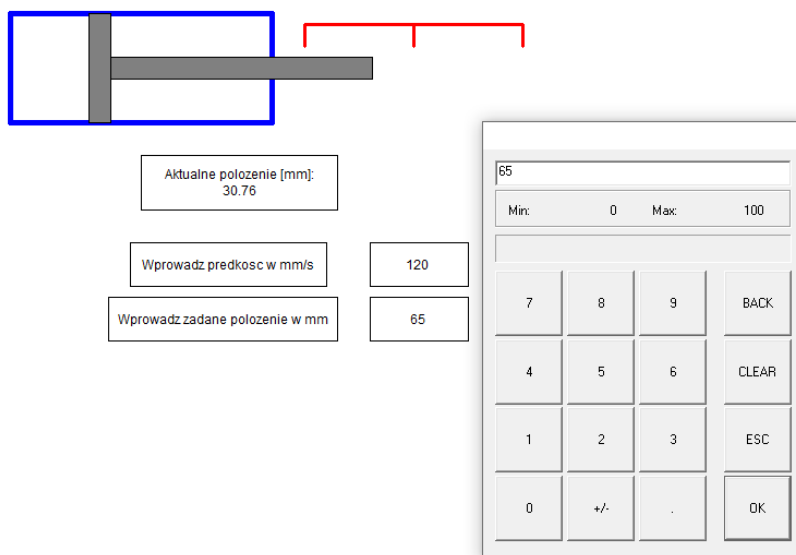 Aktualne polozenie [mm]:
30.76
Wprowadz predkosc w mm/s
120
Wprowadz zadane polozenie w mm
65
65
Min: 0 Max: 100
7 8 9 BACK
4 5 6 CLEAR
1 2 3 ESC
0 +/- . OK